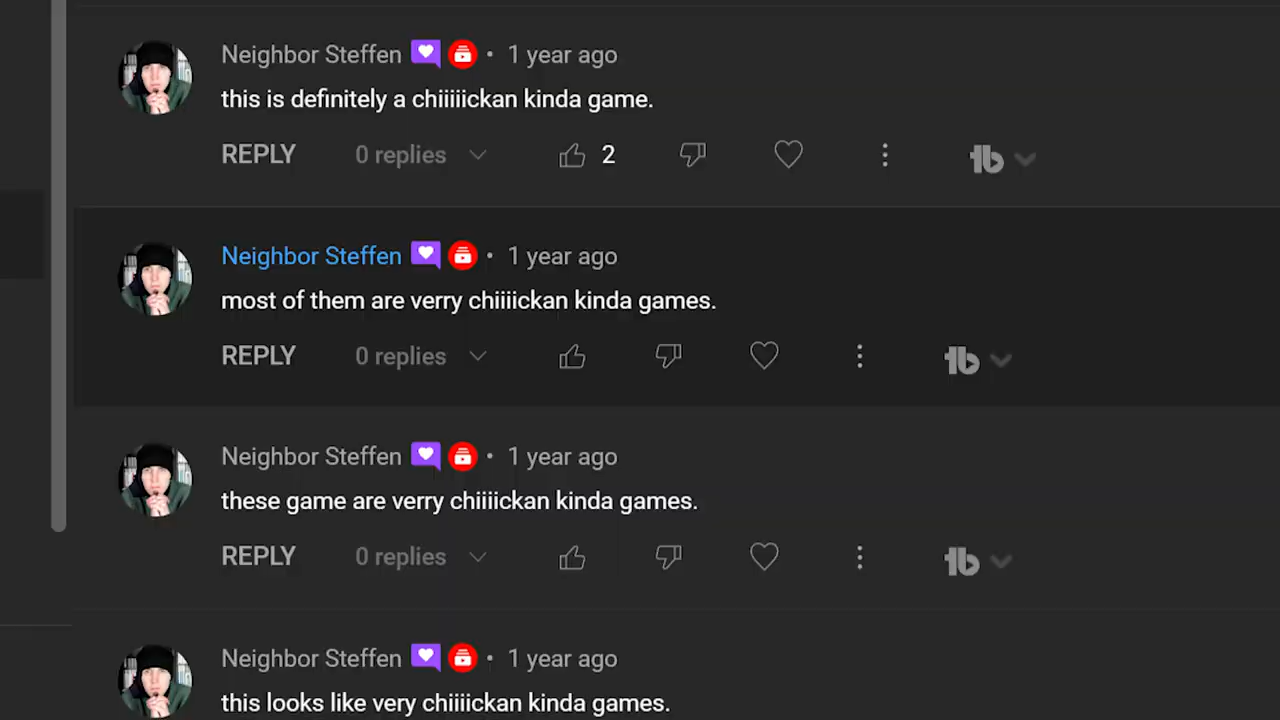 Neighbor Steffen • 1 year ago
this is definitely a chiiiiickan kinda game.
REPLY 0 replies 2 tb
Neighbor Steffen • 1 year ago
most of them are verry chiiiickan kinda games.
REPLY 0 replies tb
Neighbor Steffen • 1 year ago
these game are verry chiiiickan kinda games.
REPLY 0 replies tb
Neighbor Steffen • 1 year ago
this looks like very chiiiickan kinda games.